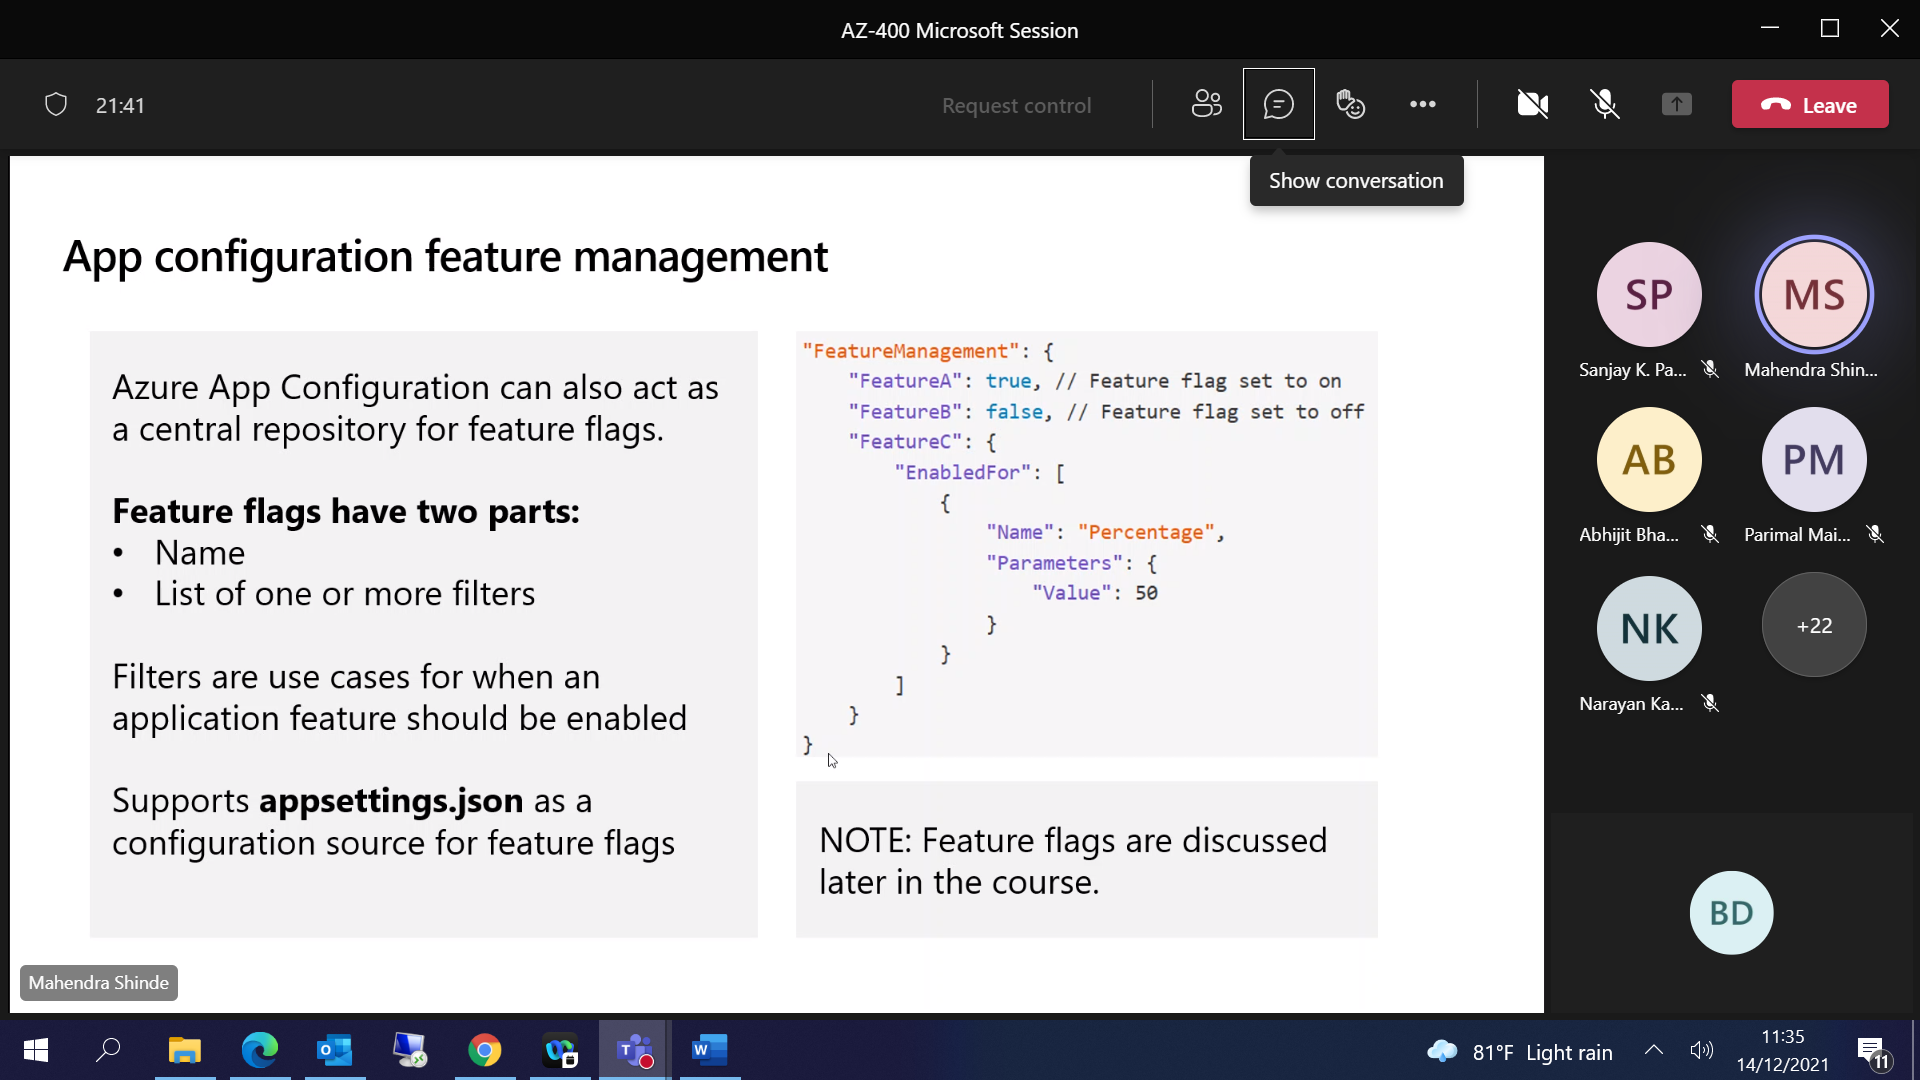 AZ-400 Microsoft Session
21:41
Request control
Leave
Show conversation
App configuration feature management
Azure App Configuration can also act as
a central repository for feature flags.
Feature flags have two parts:
• Name
• List of one or more filters
Filters are use cases for when an
application feature should be enabled
Supports appsettings.json as a
configuration source for feature flags
"FeatureManagement": {
"FeatureA": true, // Feature flag set to on
"FeatureB": false, // Feature flag set to off
"FeatureC": {
"EnabledFor": [
{
"Name": "Percentage",
"Parameters": {
"Value": 50
}
}
]
}
}
NOTE: Feature flags are discussed
later in the course.
Mahendra Shinde
SP
MS
Sanjay K. Pa...
Mahendra Shin...
AB
PM
Abhijit Bha...
Parimal Mai...
NK
+22
Narayan Ka...
BD
81°F Light rain
11:35
14/12/2021
11